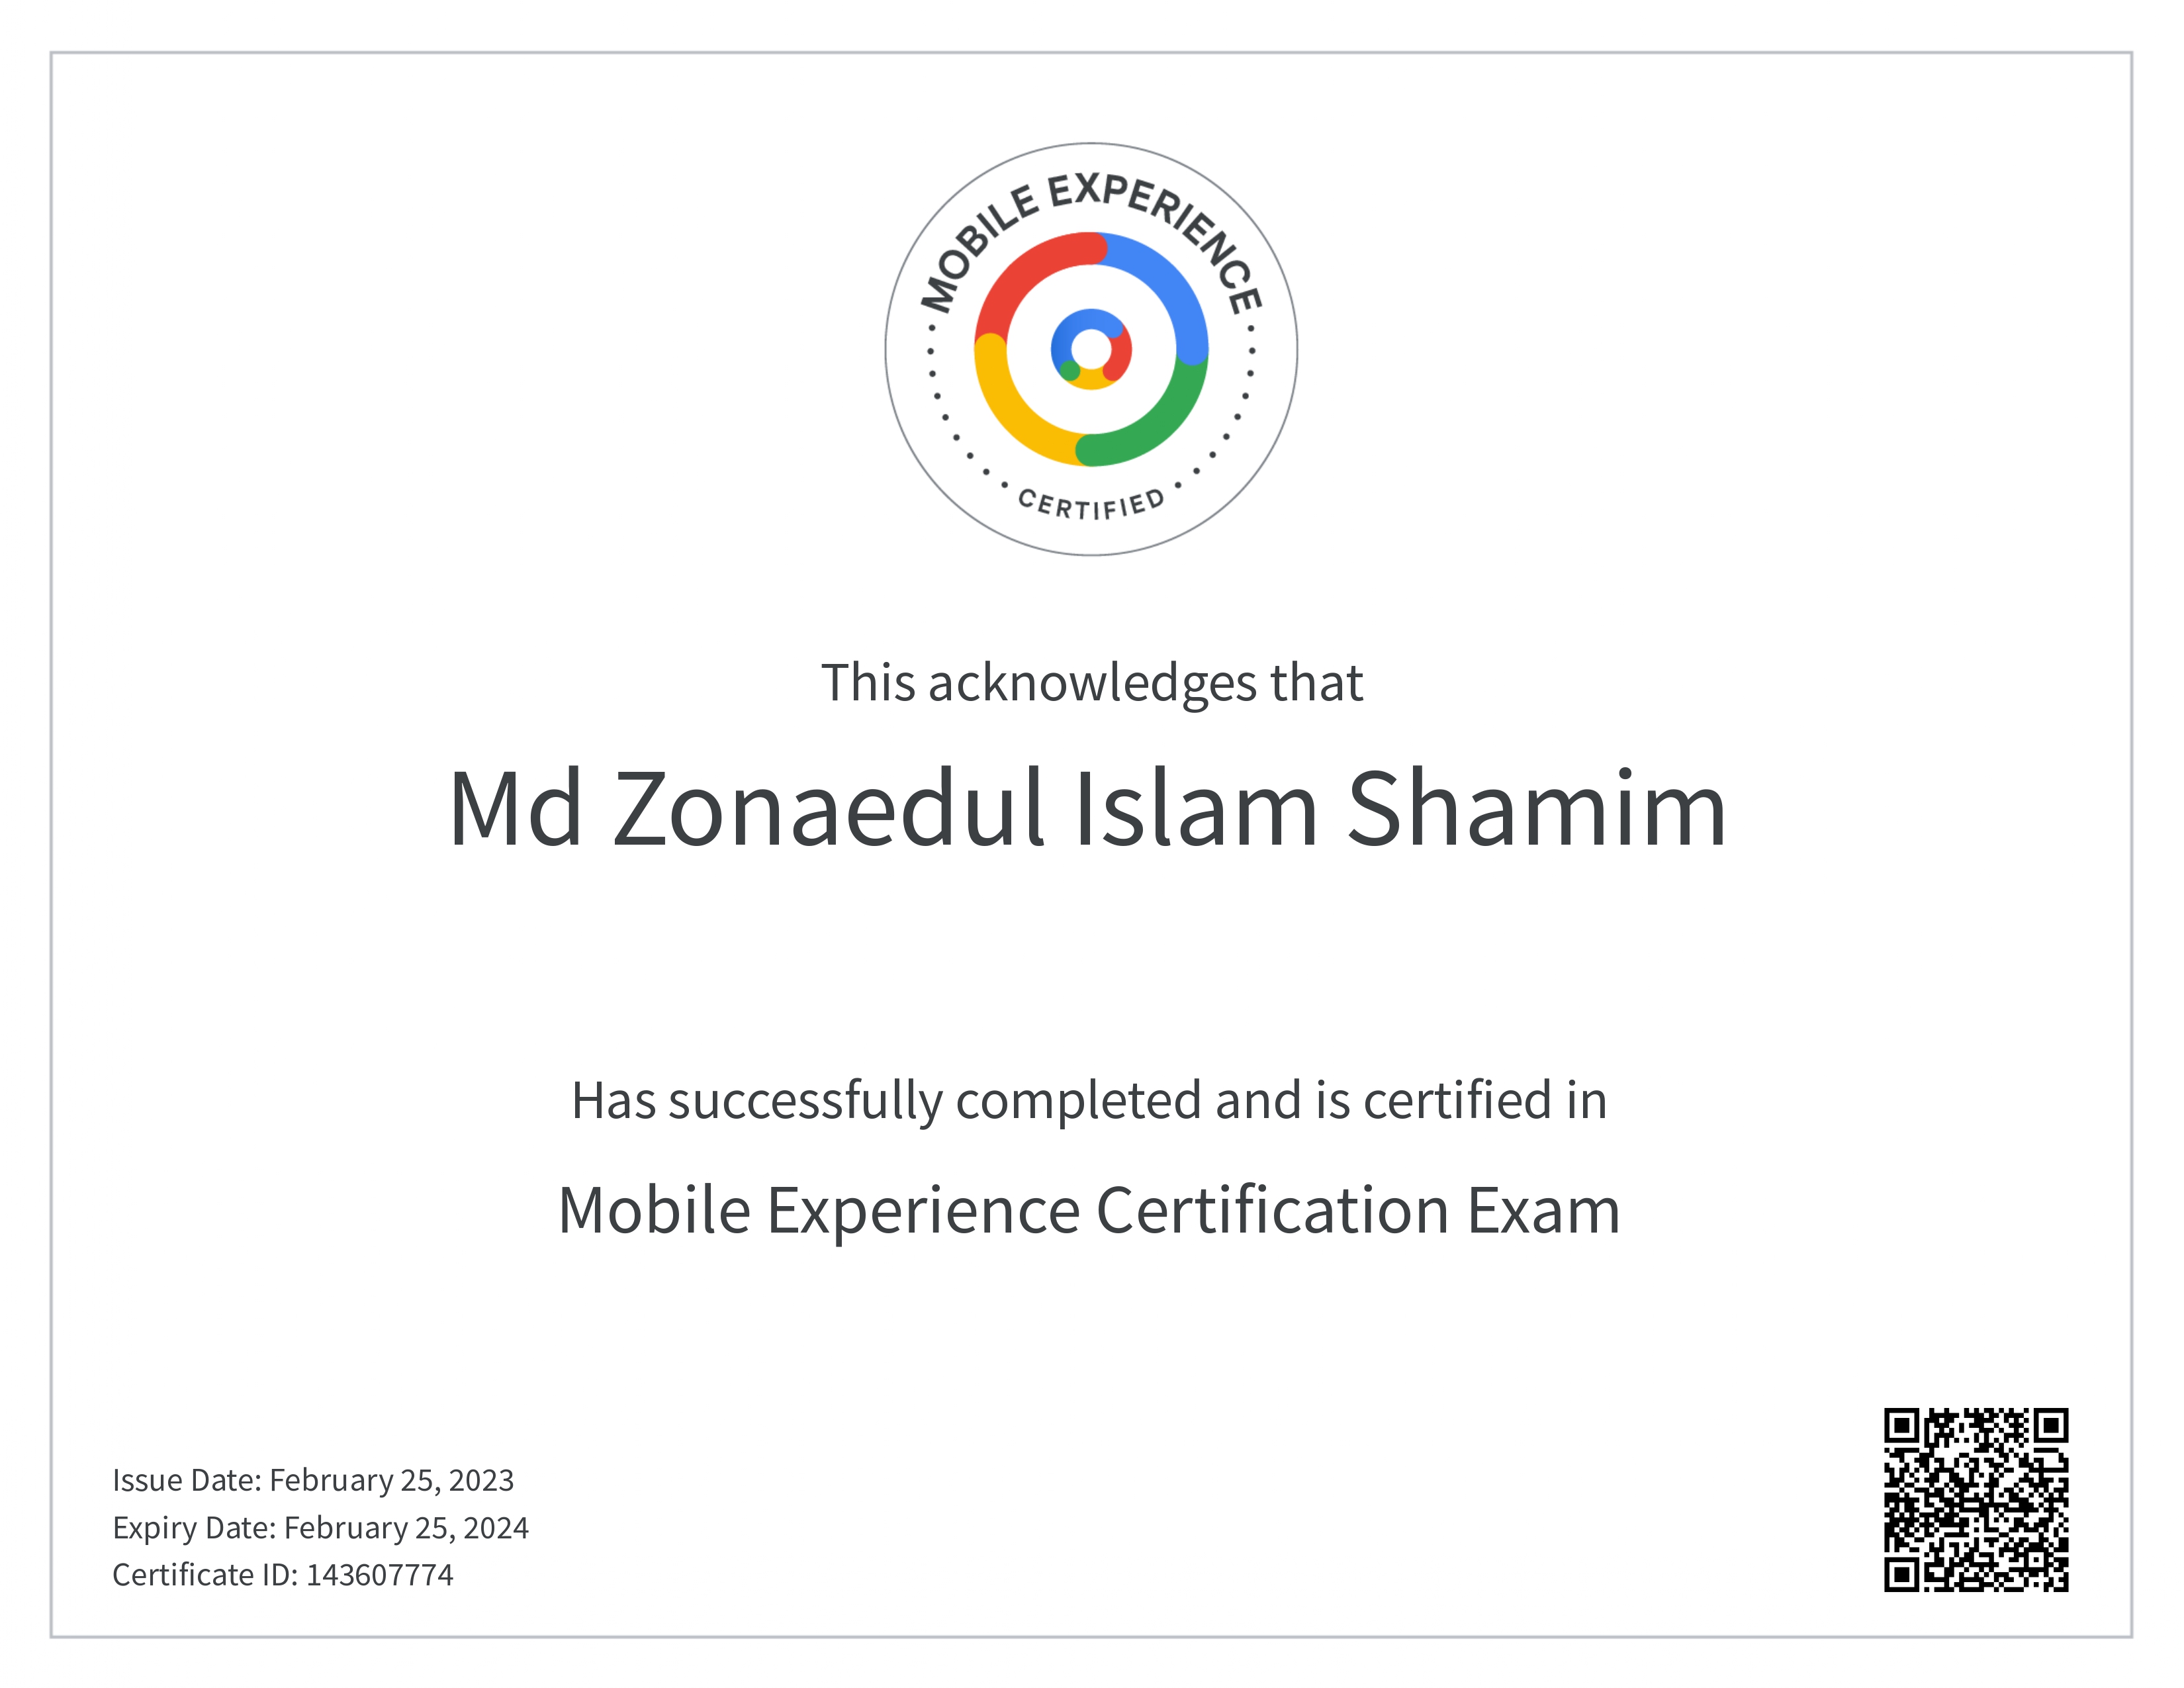 MOBILE EXPERIENCE
CERTIFIED
This acknowledges that
Md Zonaedul Islam Shamim
Has successfully completed and is certified in
Mobile Experience Certification Exam
Issue Date: February 25, 2023
Expiry Date: February 25, 2024
Certificate ID: 143607774